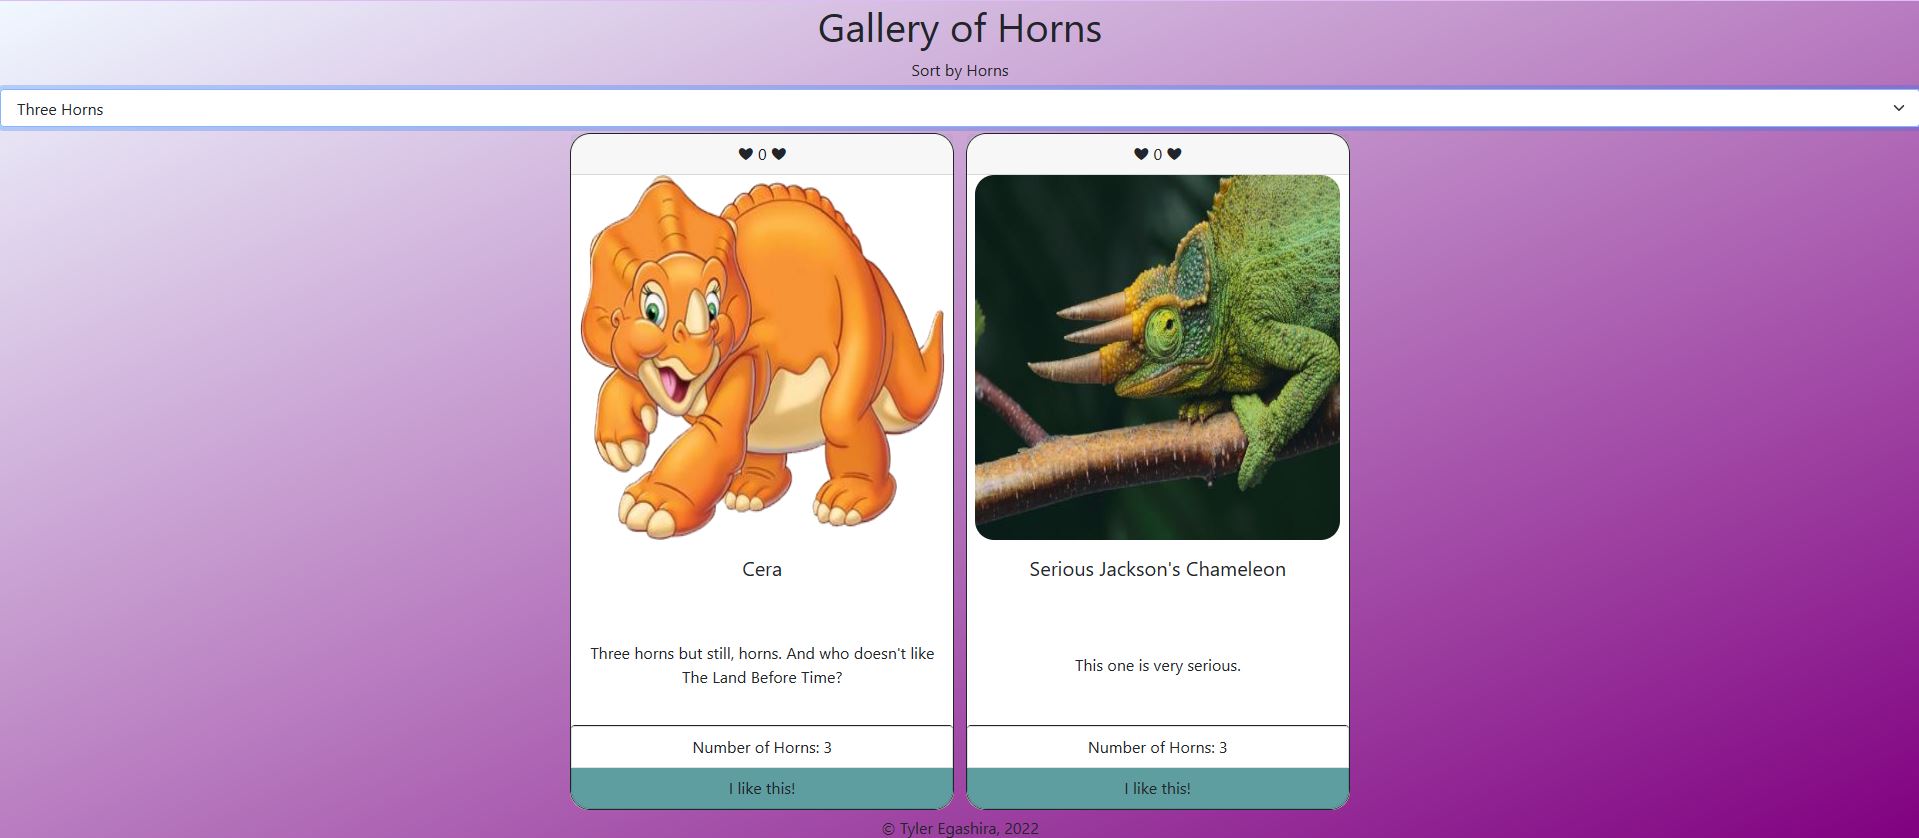 Gallery of Horns
Sort by Horns
Three Horns
♥ 0 ♥
Cera
Three horns but still, horns. And who doesn't like
The Land Before Time?
Number of Horns: 3
I like this!
♥ 0 ♥
Serious Jackson's Chameleon
This one is very serious.
Number of Horns: 3
I like this!
© Tyler Egashira, 2022